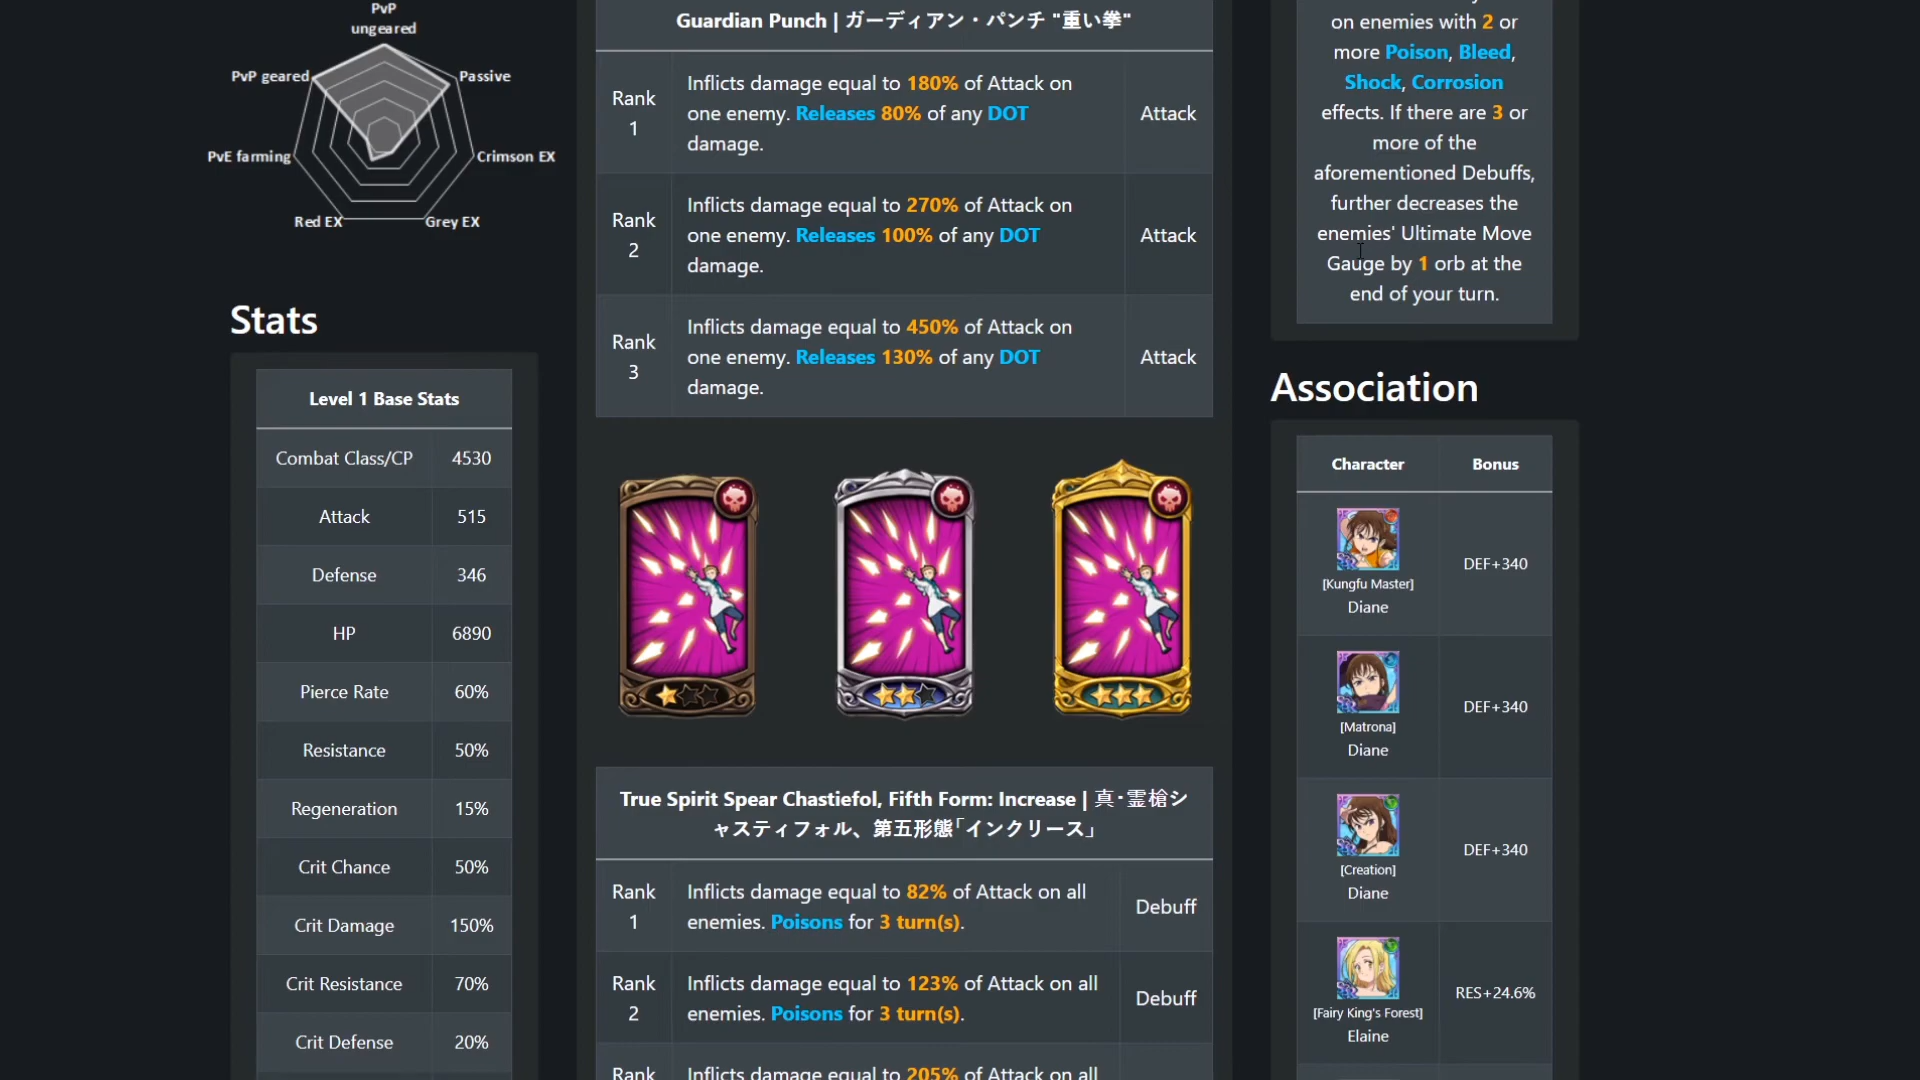 PvP
ungeared
PvP geared
Passive
PvE farming
Crimson EX
Red EX
Grey EX
Stats
Level 1 Base Stats
Combat Class/CP 4530
Attack 515
Defense 346
HP 6890
Pierce Rate 60%
Resistance 50%
Regeneration 15%
Crit Chance 50%
Crit Damage 150%
Crit Resistance 70%
Crit Defense 20%
Guardian Punch | ガーディアン・パンチ "重い拳"
Rank
1
Inflicts damage equal to 180% of Attack on
one enemy. Releases 80% of any DOT
damage.
Attack
Rank
2
Inflicts damage equal to 270% of Attack on
one enemy. Releases 100% of any DOT
damage.
Attack
Rank
3
Inflicts damage equal to 450% of Attack on
one enemy. Releases 130% of any DOT
damage.
Attack
True Spirit Spear Chastiefol, Fifth Form: Increase | 真・霊槍シ
ャスティフォル、第五形態「インクリース」
Rank
1
Inflicts damage equal to 82% of Attack on all
enemies. Poisons for 3 turn(s).
Debuff
Rank
2
Inflicts damage equal to 123% of Attack on all
enemies. Poisons for 3 turn(s).
Debuff
Rank
Inflicts damage equal to 205% of Attack on all
on enemies with 2 or
more Poison, Bleed,
Shock, Corrosion
effects. If there are 3 or
more of the
aforementioned Debuffs,
further decreases the
enemies' Ultimate Move
Gauge by 1 orb at the
end of your turn.
Association
Character Bonus
[Kungfu Master]
Diane
DEF+340
[Matrona]
Diane
DEF+340
[Creation]
Diane
DEF+340
[Fairy King's Forest]
Elaine
RES+24.6%